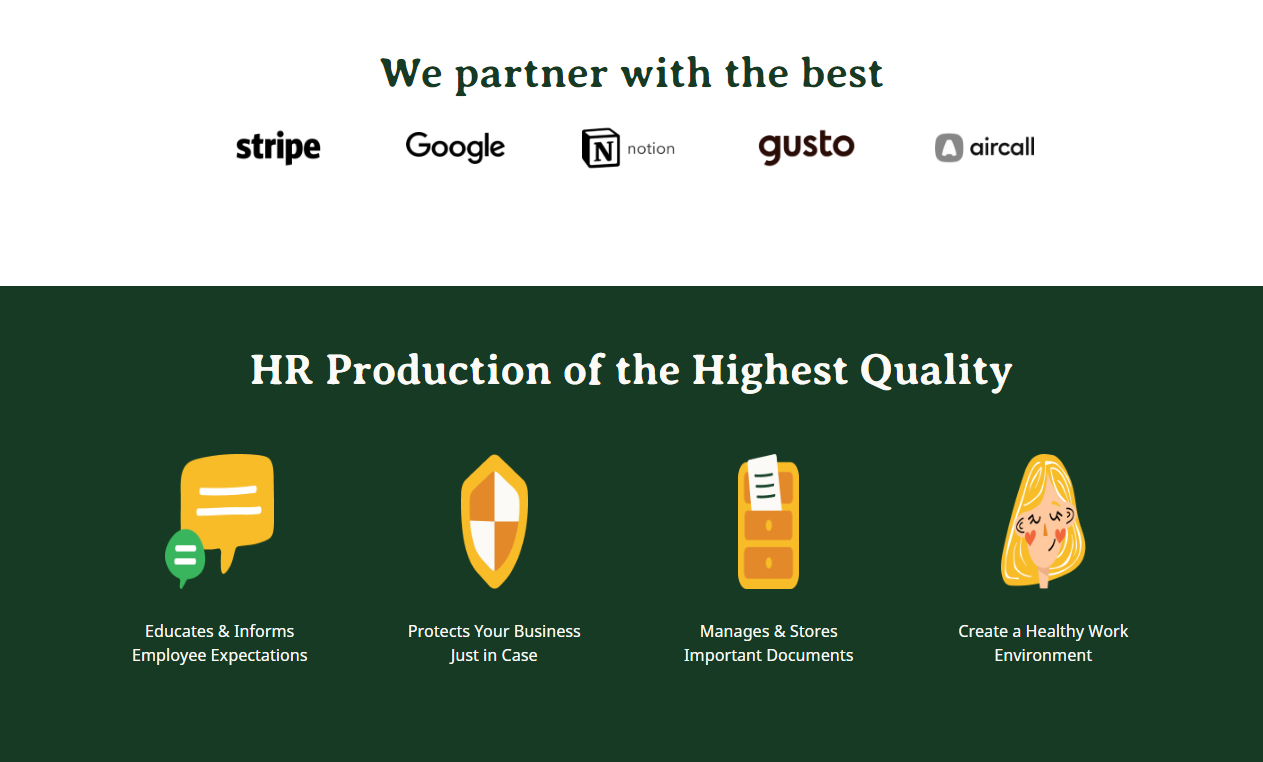 We partner with the best
stripe
Google
N notion
gusto
aircall
HR Production of the Highest Quality
Educates & Informs
Employee Expectations
Protects Your Business
Just in Case
Manages & Stores
Important Documents
Create a Healthy Work
Environment